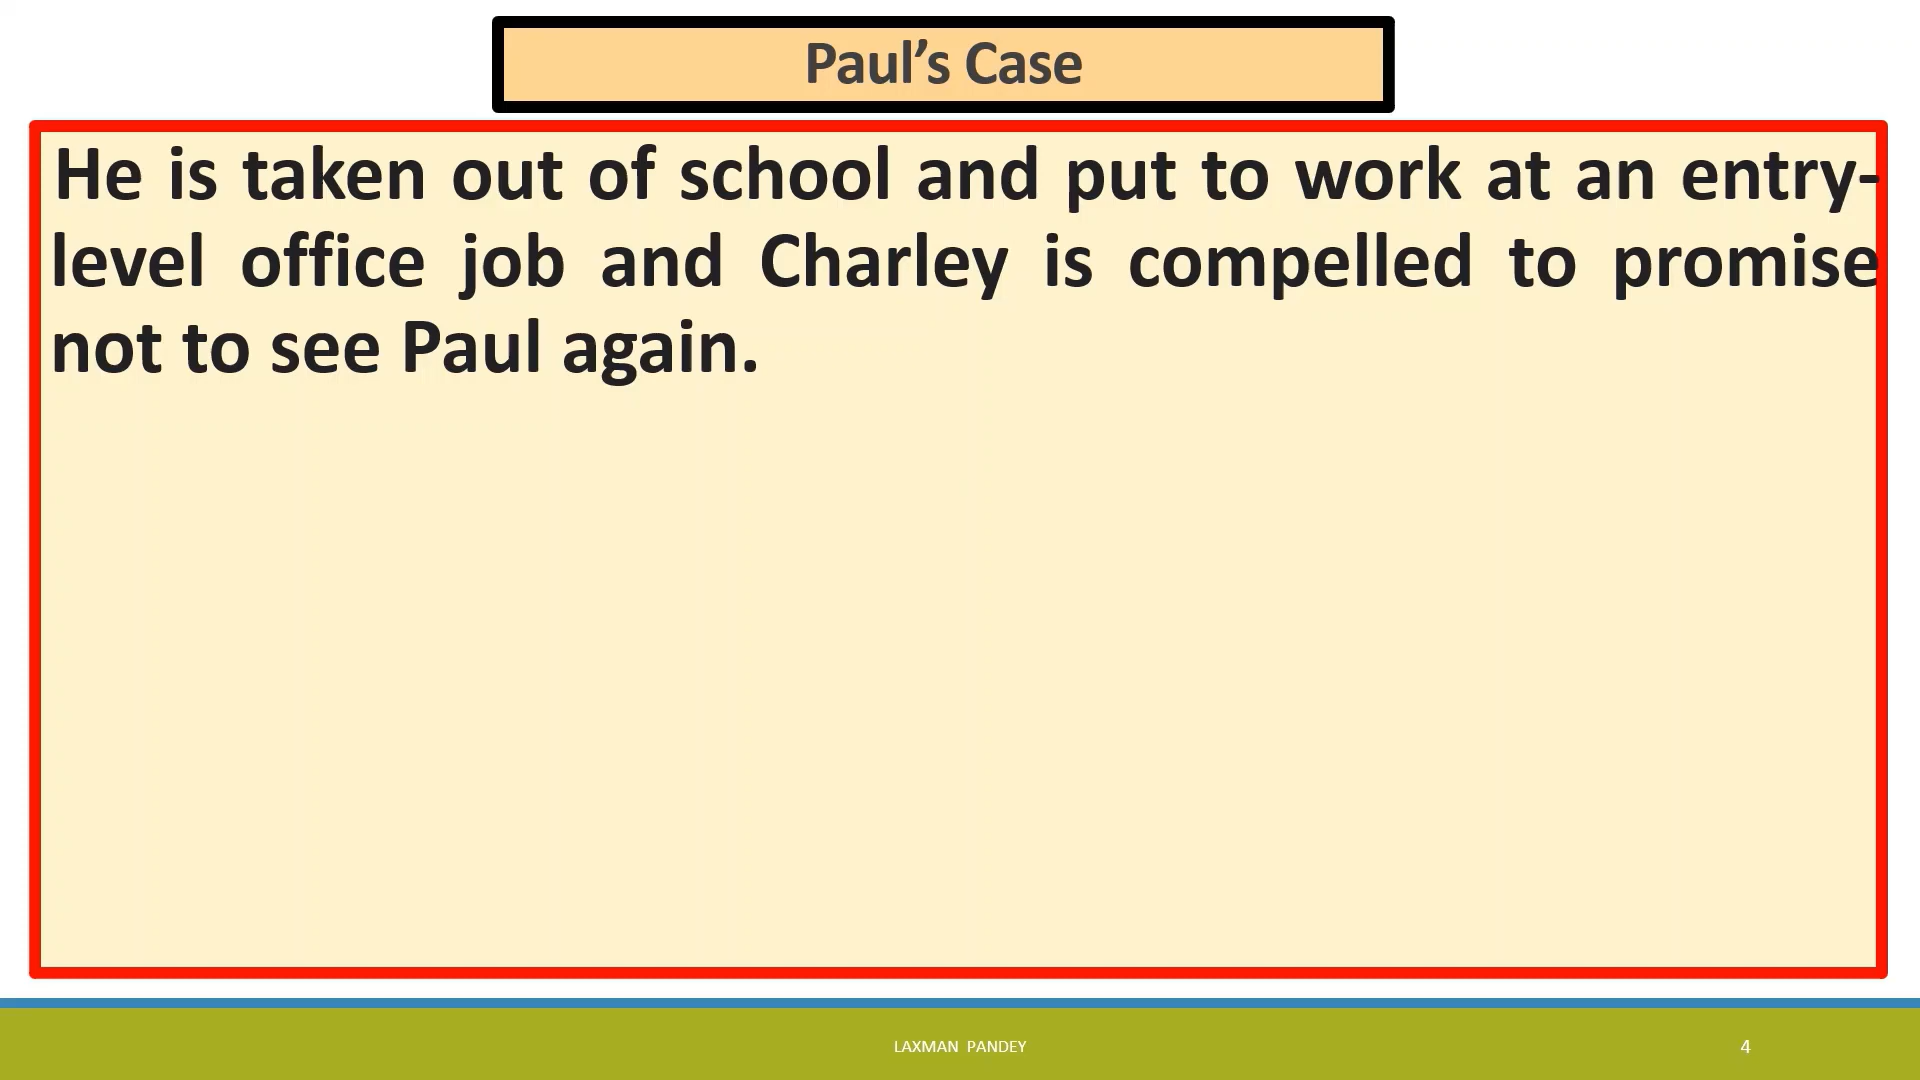 Paul’s Case
He is taken out of school and put to work at an entry-
level office job and Charley is compelled to promise
not to see Paul again.
LAXMAN PANDEY
4